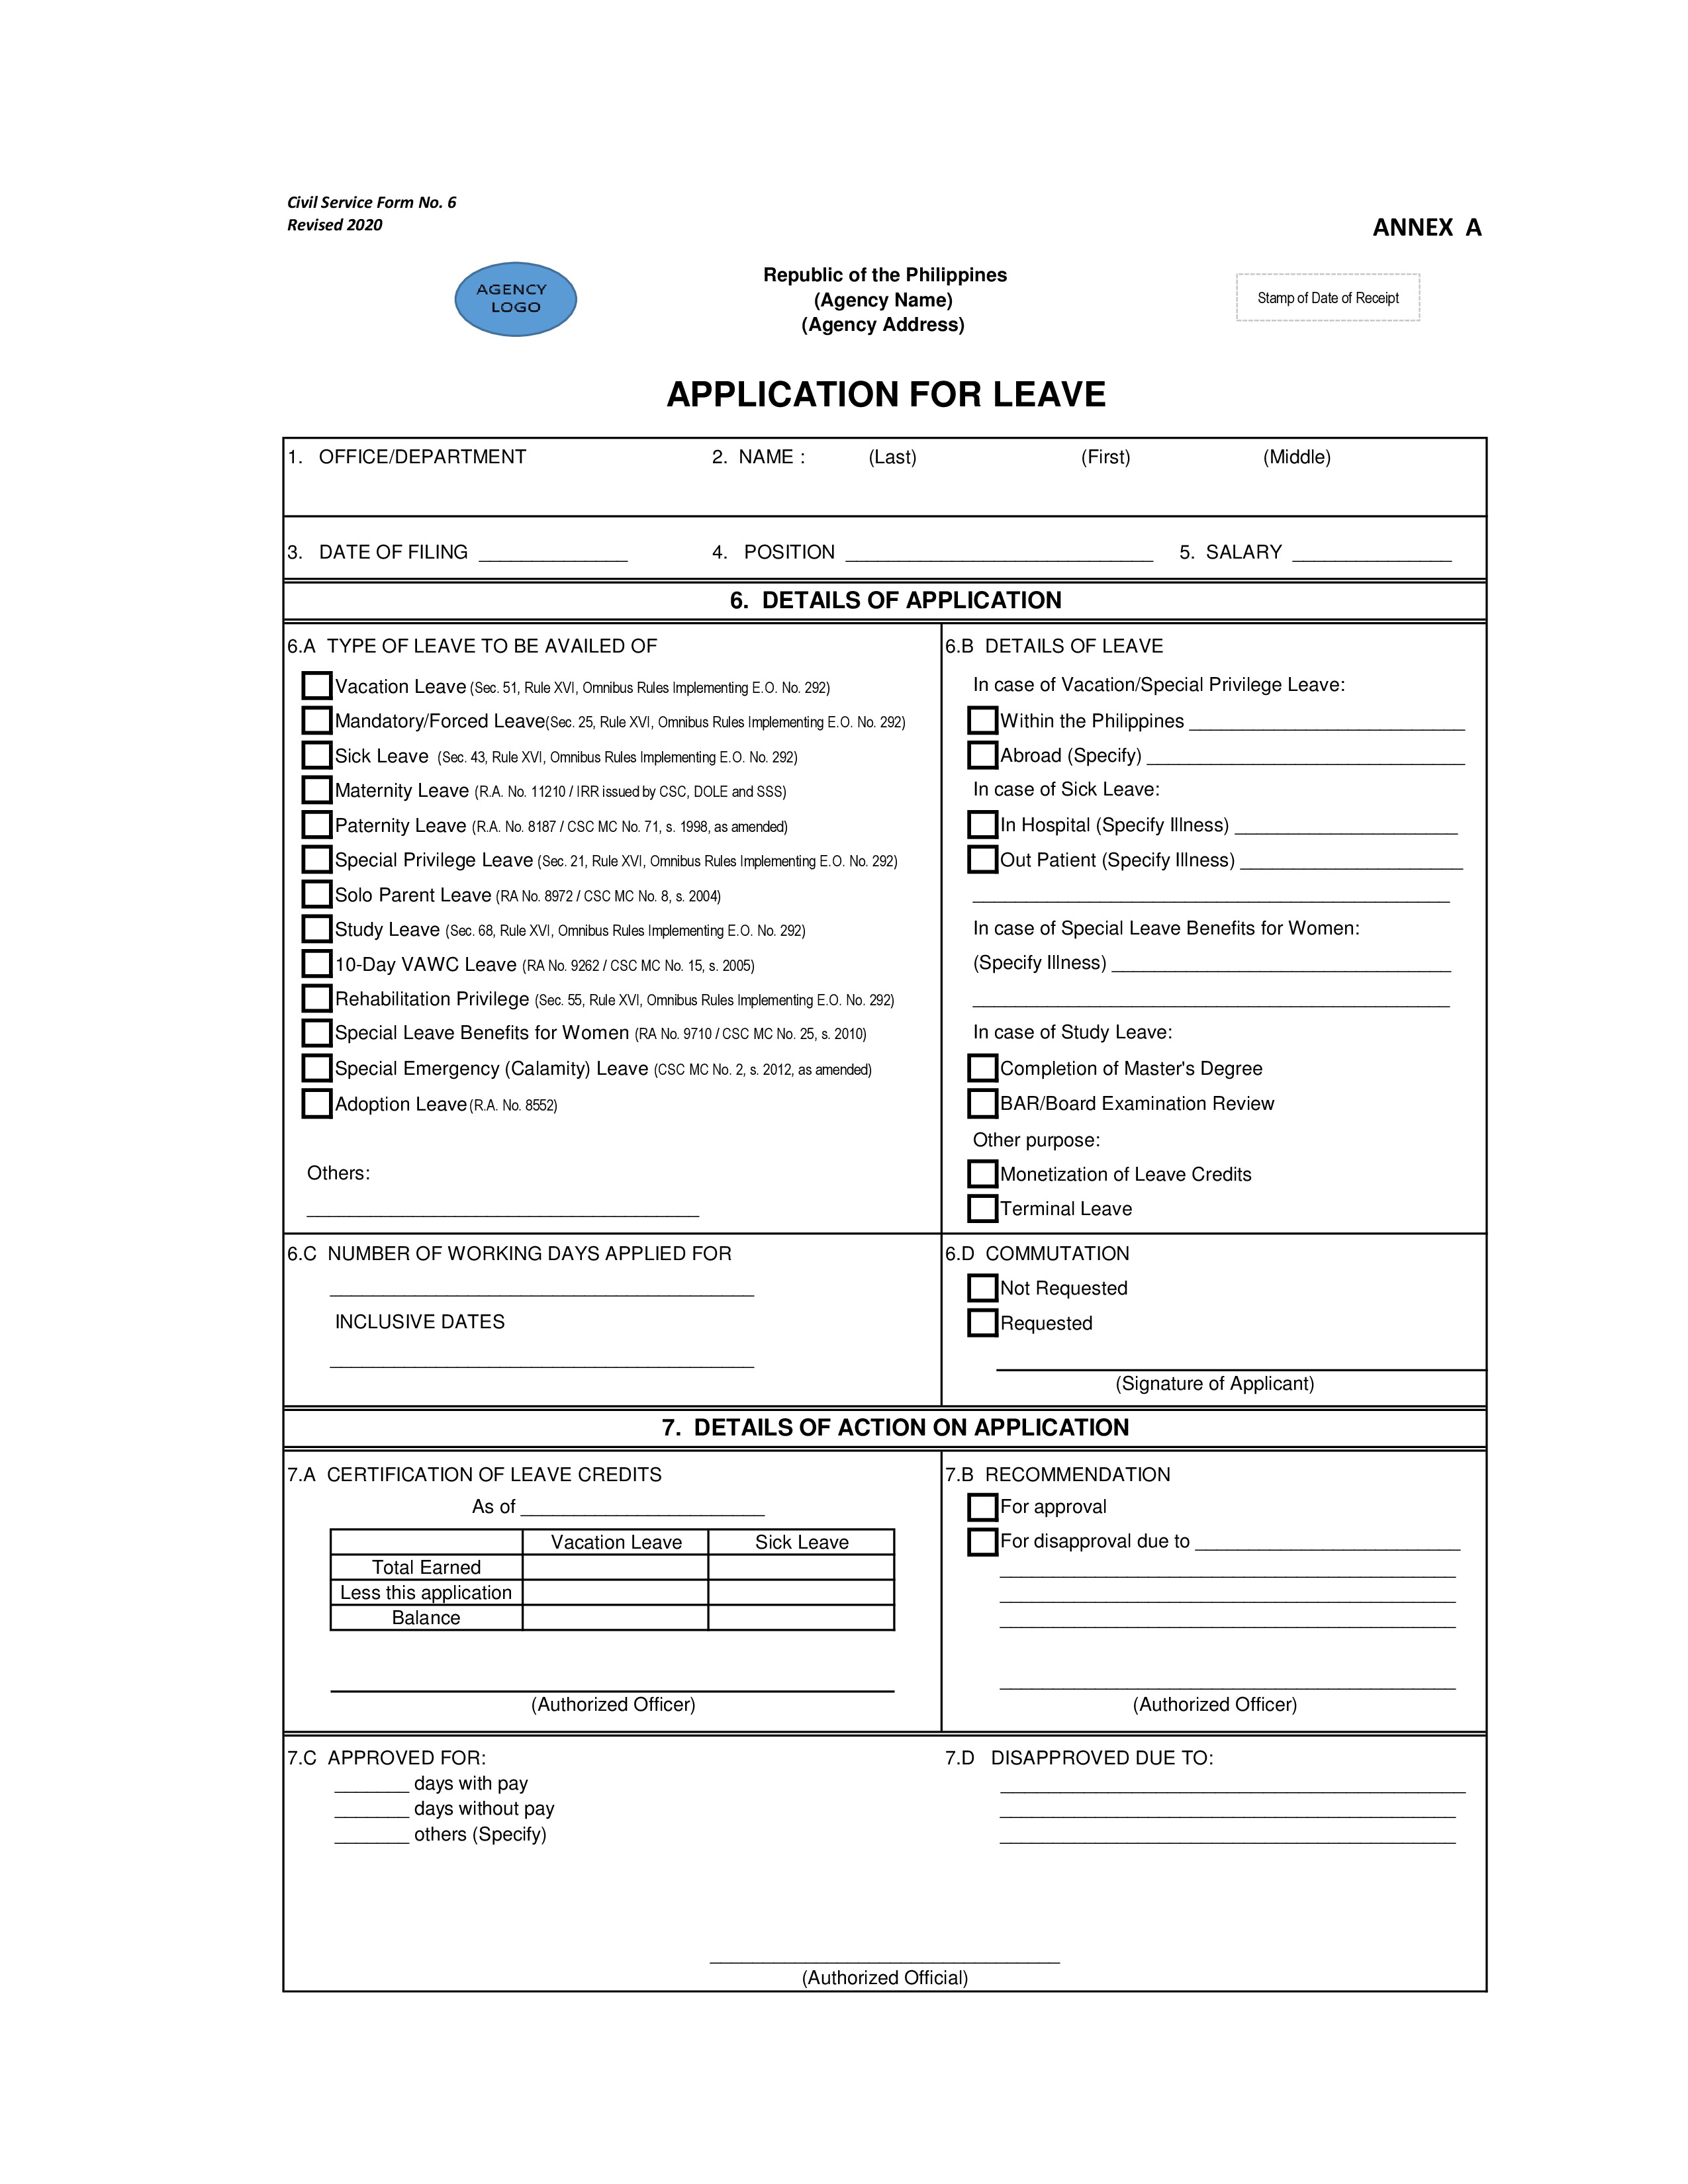 Civil Service Form No. 6
Revised 2020
ANNEX A
AGENCY
LOGO
Republic of the Philippines
(Agency Name)
(Agency Address)
Stamp of Date of Receipt
APPLICATION FOR LEAVE
1. OFFICE/DEPARTMENT 2. NAME : (Last) (First) (Middle)
3. DATE OF FILING ______________ 4. POSITION _____________________________ 5. SALARY _______________
6. DETAILS OF APPLICATION
6.A TYPE OF LEAVE TO BE AVAILED OF
Vacation Leave (Sec. 51, Rule XVI, Omnibus Rules Implementing E.O. No. 292)
Mandatory/Forced Leave(Sec. 25, Rule XVI, Omnibus Rules Implementing E.O. No. 292)
Sick Leave (Sec. 43, Rule XVI, Omnibus Rules Implementing E.O. No. 292)
Maternity Leave (R.A. No. 11210 / IRR issued by CSC, DOLE and SSS)
Paternity Leave (R.A. No. 8187 / CSC MC No. 71, s. 1998, as amended)
Special Privilege Leave (Sec. 21, Rule XVI, Omnibus Rules Implementing E.O. No. 292)
Solo Parent Leave (RA No. 8972 / CSC MC No. 8, s. 2004)
Study Leave (Sec. 68, Rule XVI, Omnibus Rules Implementing E.O. No. 292)
10-Day VAWC Leave (RA No. 9262 / CSC MC No. 15, s. 2005)
Rehabilitation Privilege (Sec. 55, Rule XVI, Omnibus Rules Implementing E.O. No. 292)
Special Leave Benefits for Women (RA No. 9710 / CSC MC No. 25, s. 2010)
Special Emergency (Calamity) Leave (CSC MC No. 2, s. 2012, as amended)
Adoption Leave (R.A. No. 8552)
Others:
_____________________________________
6.B DETAILS OF LEAVE
In case of Vacation/Special Privilege Leave:
Within the Philippines __________________________
Abroad (Specify) ______________________________
In case of Sick Leave:
In Hospital (Specify Illness) _____________________
Out Patient (Specify Illness) _____________________
_____________________________________________
In case of Special Leave Benefits for Women:
(Specify Illness) ________________________________
_____________________________________________
In case of Study Leave:
Completion of Master's Degree
BAR/Board Examination Review
Other purpose:
Monetization of Leave Credits
Terminal Leave
6.C NUMBER OF WORKING DAYS APPLIED FOR
________________________________________
INCLUSIVE DATES
________________________________________
6.D COMMUTATION
Not Requested
Requested
(Signature of Applicant)
7. DETAILS OF ACTION ON APPLICATION
7.A CERTIFICATION OF LEAVE CREDITS
As of _______________________
Vacation Leave Sick Leave
Total Earned
Less this application
Balance
(Authorized Officer)
7.B RECOMMENDATION
For approval
For disapproval due to _________________________
___________________________________________
___________________________________________
___________________________________________
___________________________________________
(Authorized Officer)
7.C APPROVED FOR:
_______ days with pay
_______ days without pay
_______ others (Specify)
7.D DISAPPROVED DUE TO:
____________________________________________
___________________________________________
___________________________________________
_________________________________
(Authorized Official)